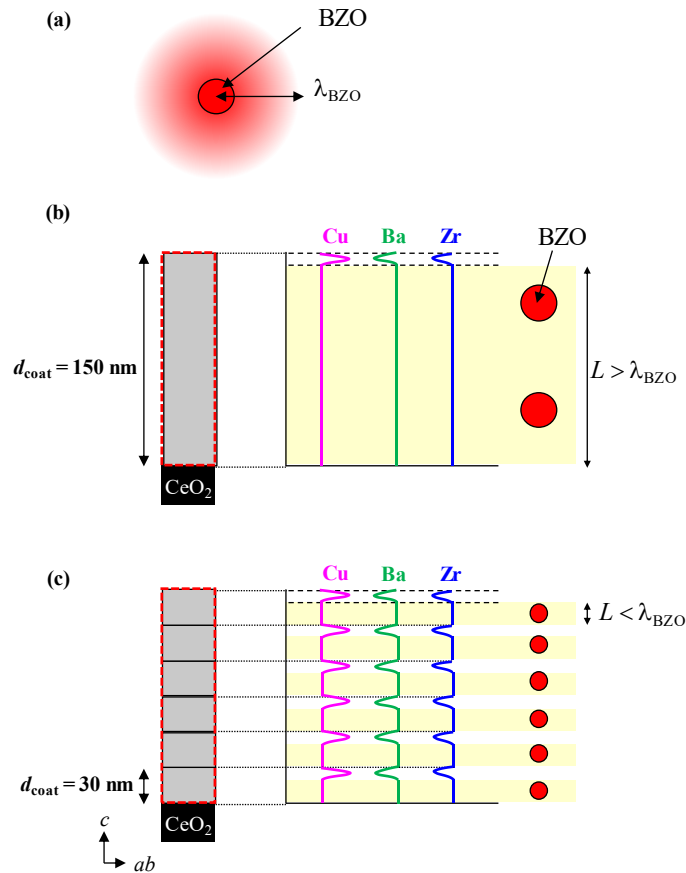 (a)
BZO
λBZO
(b)
Cu Ba Zr
BZO
dcoat = 150 nm
L > λBZO
CeO2
(c)
Cu Ba Zr
L < λBZO
dcoat = 30 nm
CeO2
c
ab